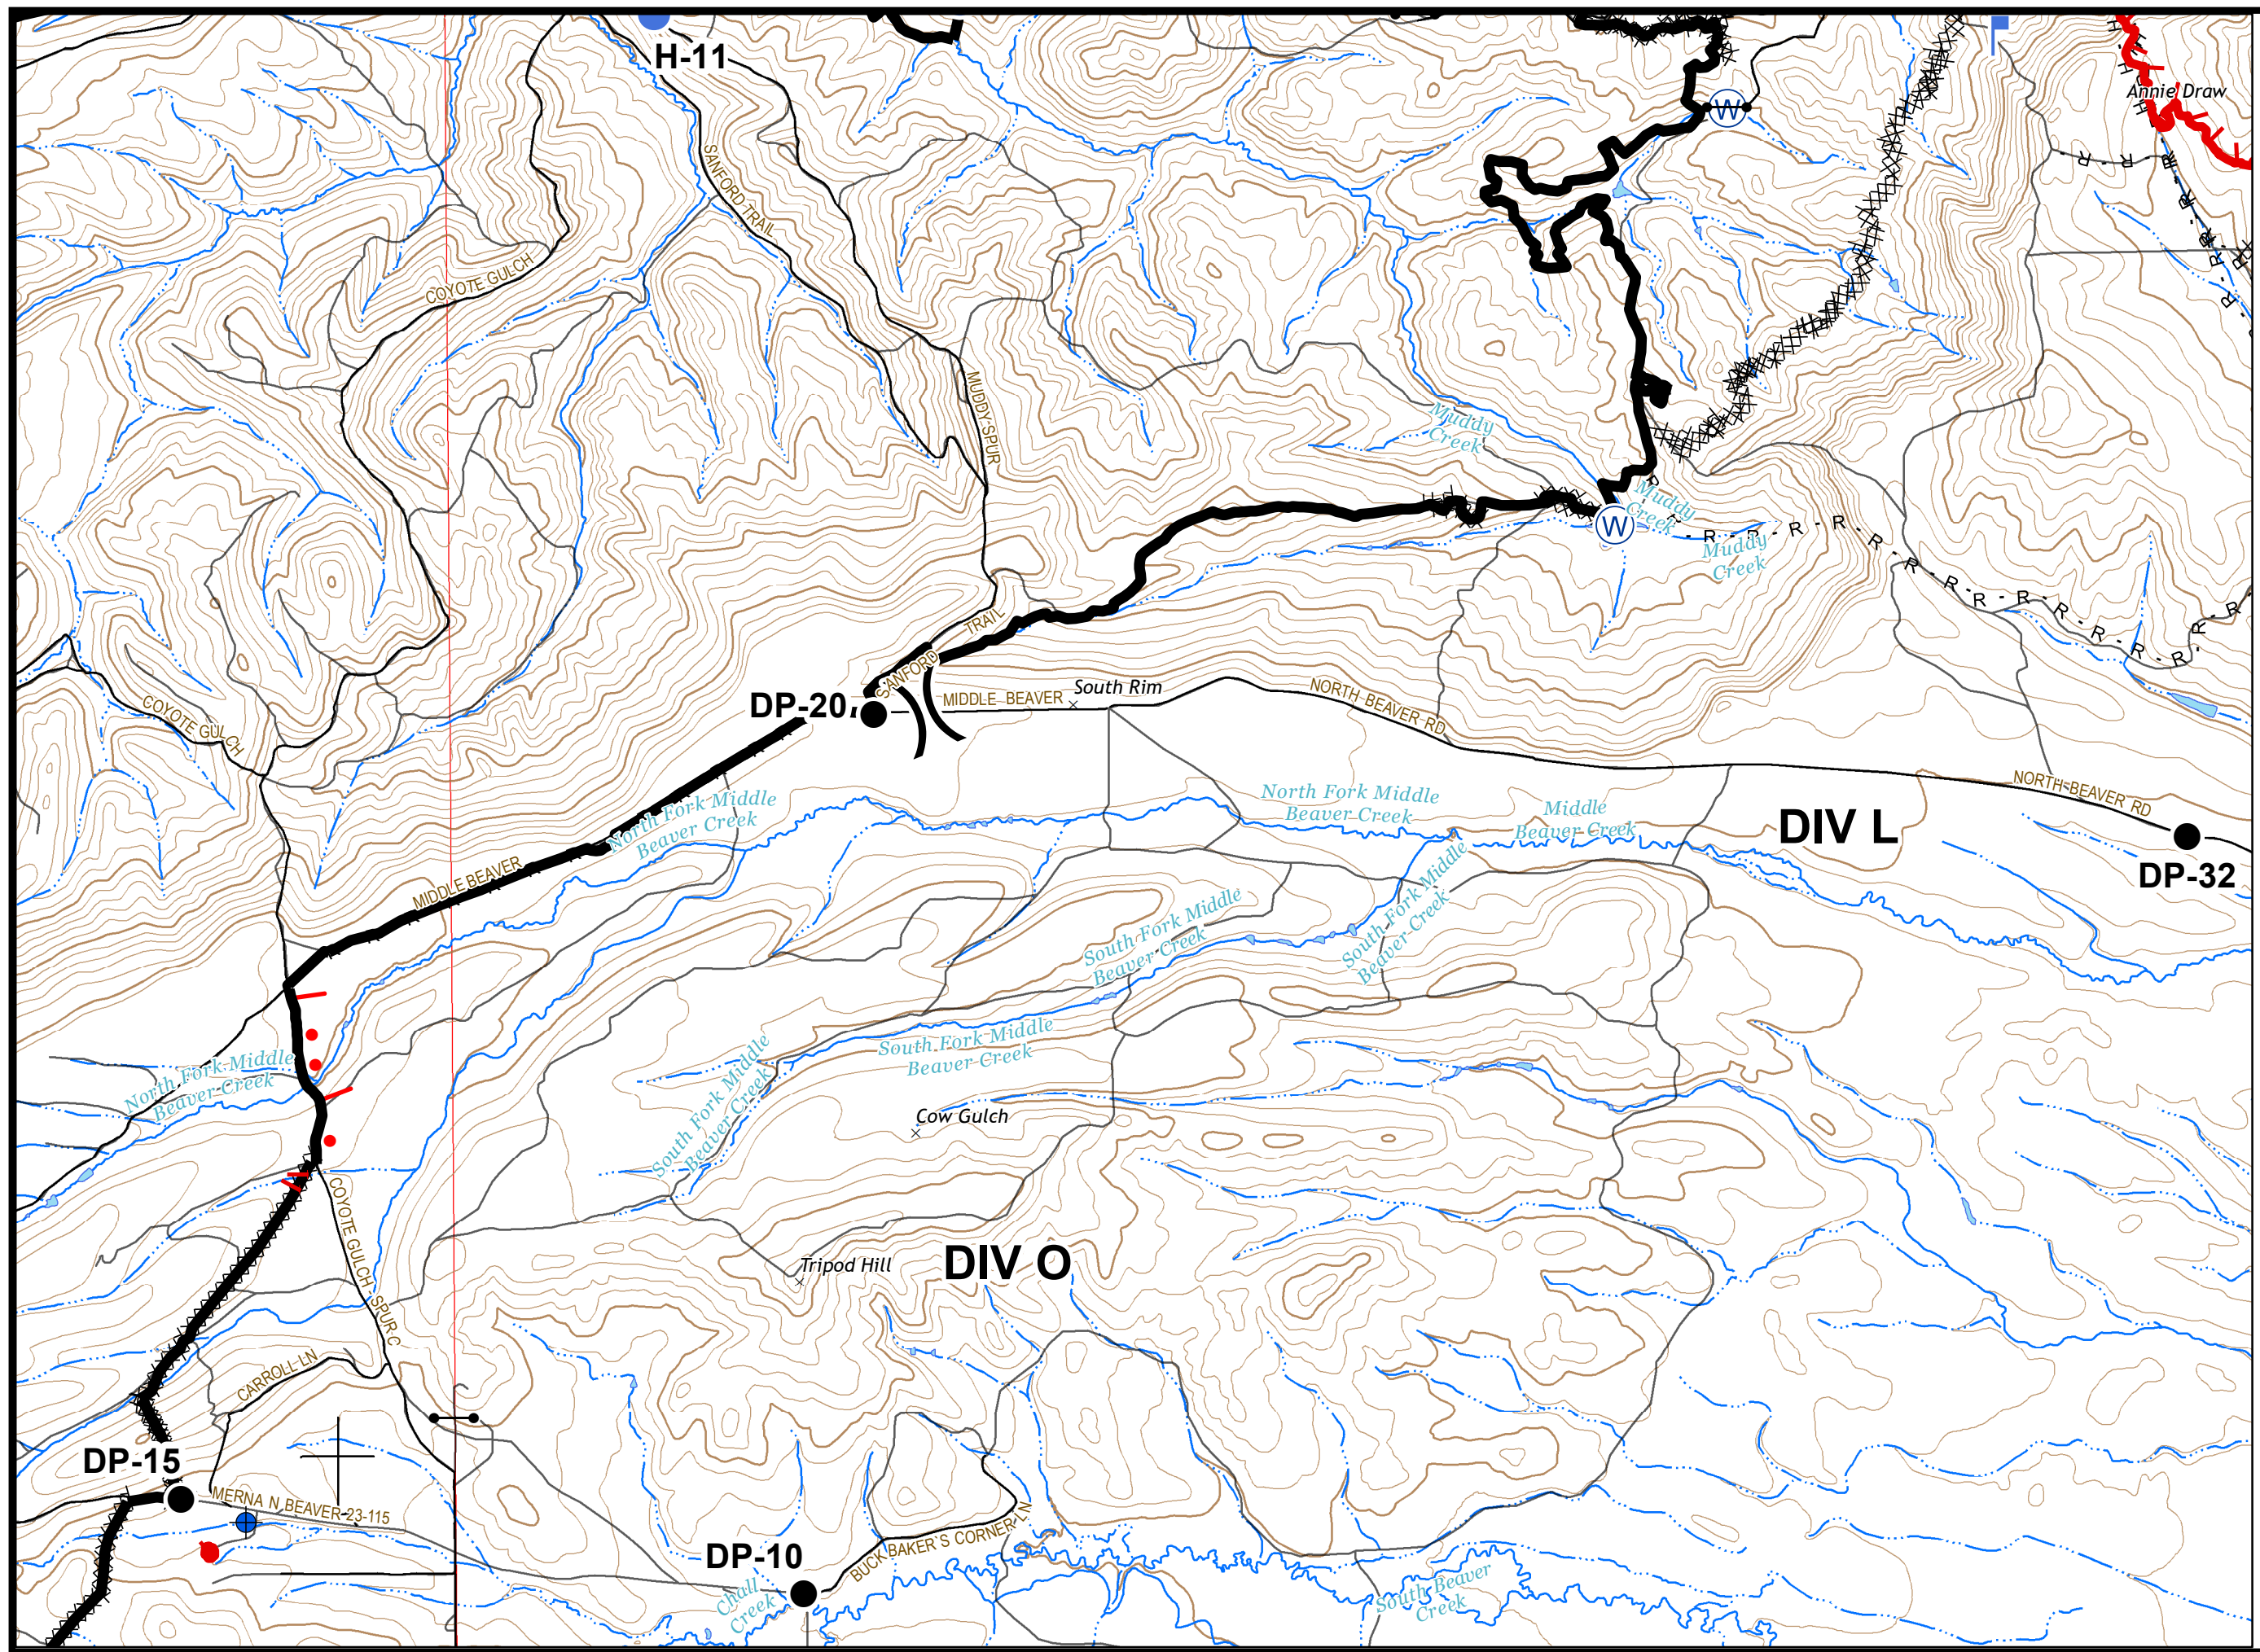 H-11
Annie Draw
W
SANFORD TRAIL
COYOTE GULCH
R - R - R
MUDDY SPUR
Muddy
Creek
Muddy
Creek
W
R - R - R - R - R - R - R - R - R - R - R - R - R - R - R
Muddy
Creek
SANFORD TRAIL
COYOTE GULCH
DP-20
MIDDLE BEAVER
South Rim
NORTH BEAVER RD
NORTH BEAVER RD
North Fork Middle
Beaver Creek
North Fork Middle
Beaver Creek
Middle
Beaver Creek
DIV L
DP-32
MIDDLE BEAVER
South Fork Middle
Beaver Creek
South Fork Middle
Beaver Creek
North Fork Middle
Beaver Creek
South Fork Middle
Beaver Creek
South Fork Middle
Beaver Creek
Cow Gulch
COYOTE GULCH SPUR C
Tripod Hill
DIV O
CARROLL LN
DP-15
MERNA N BEAVER 23-115
DP-10
BUCK BAKER'S CORNER LN
Chall
Creek
South Beaver
Creek